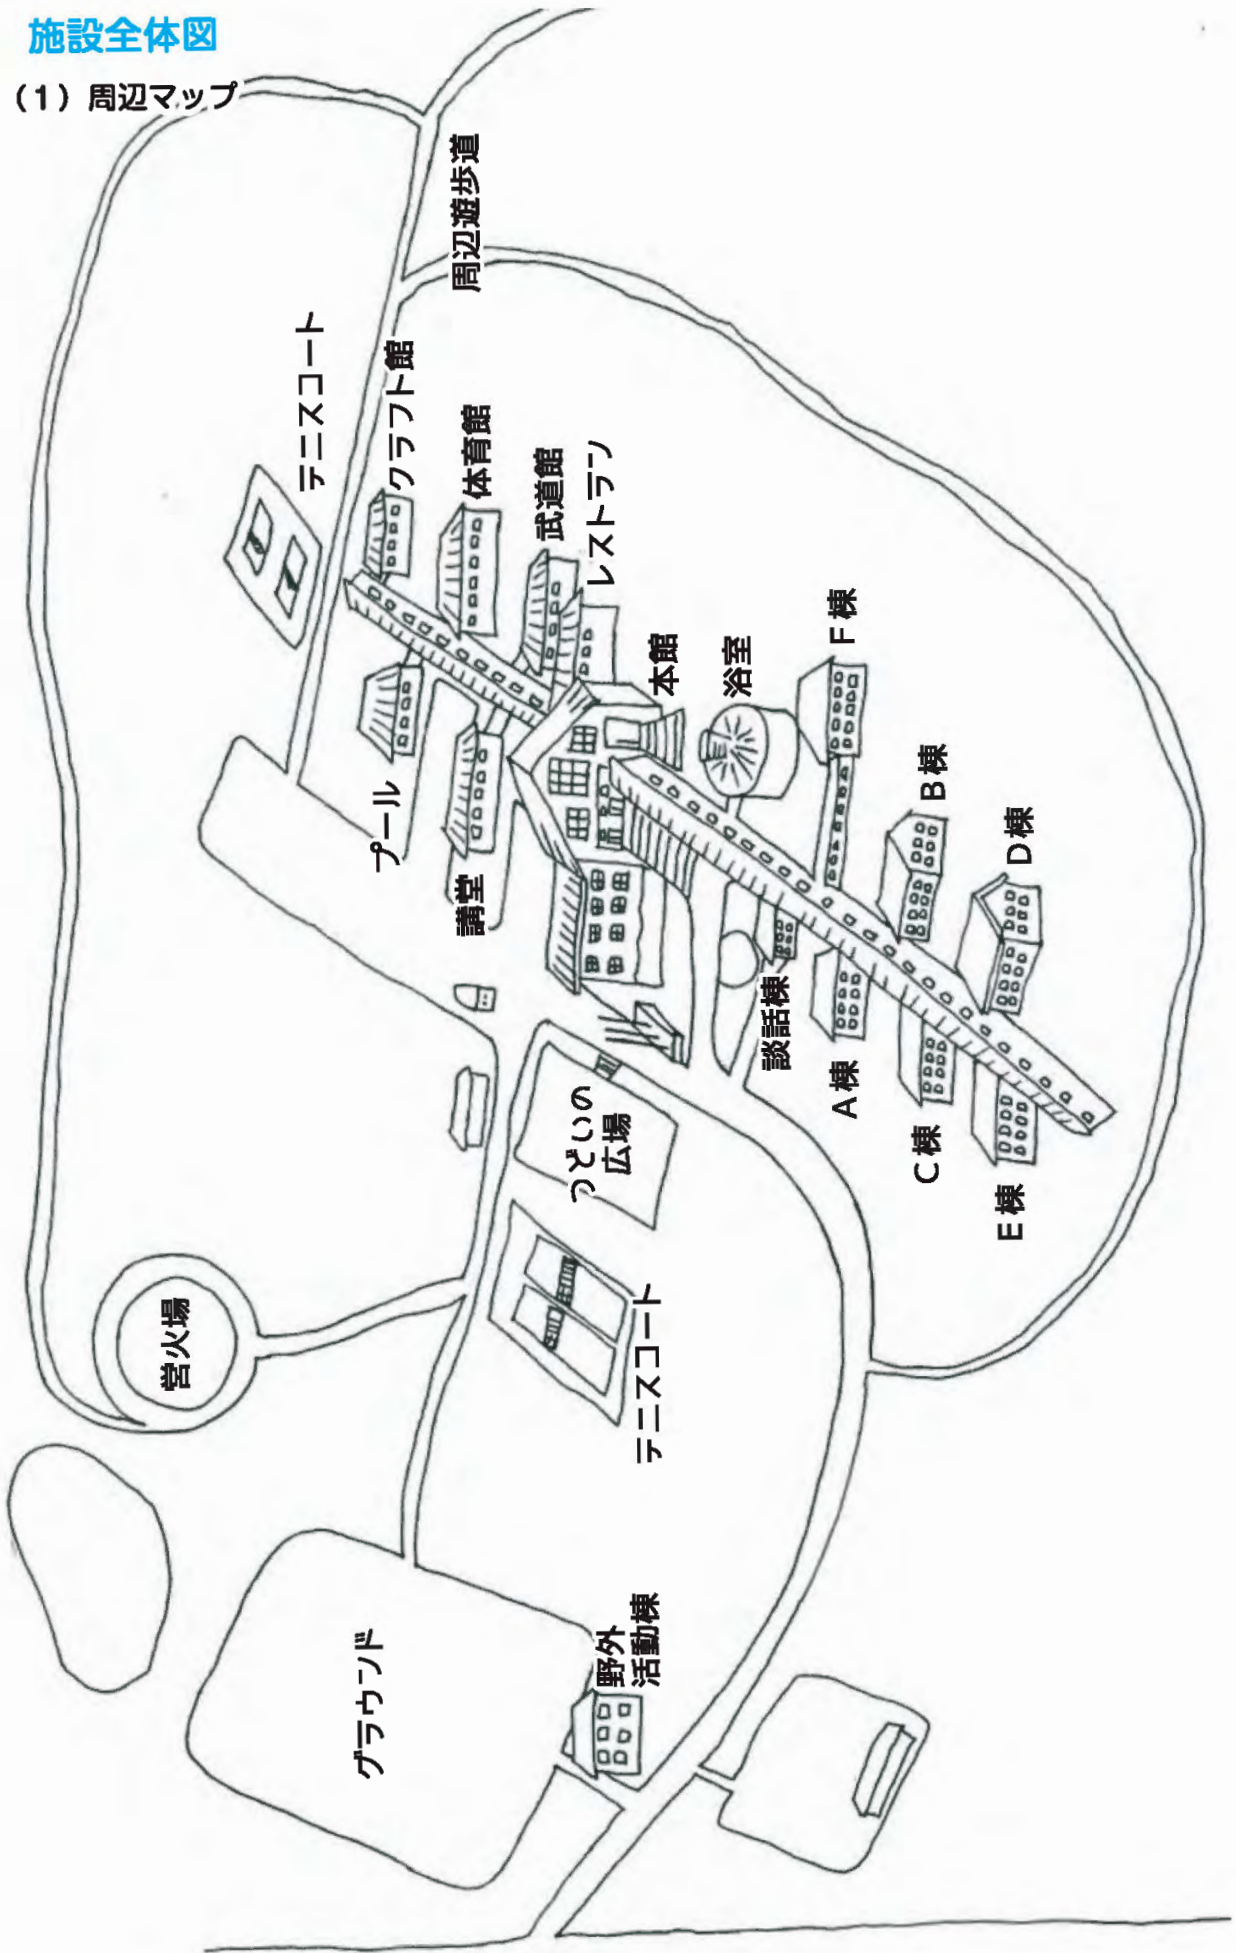 施設全体図
（１）周辺マップ
周辺遊歩道
テニスコート
クラフト館
体育館
武道館
レストラン
本館
浴室
F棟
B棟
D棟
プール
講堂
談話棟
A棟
C棟
E棟
つどいの
広場
営火場
テニスコート
グラウンド
野外
活動棟